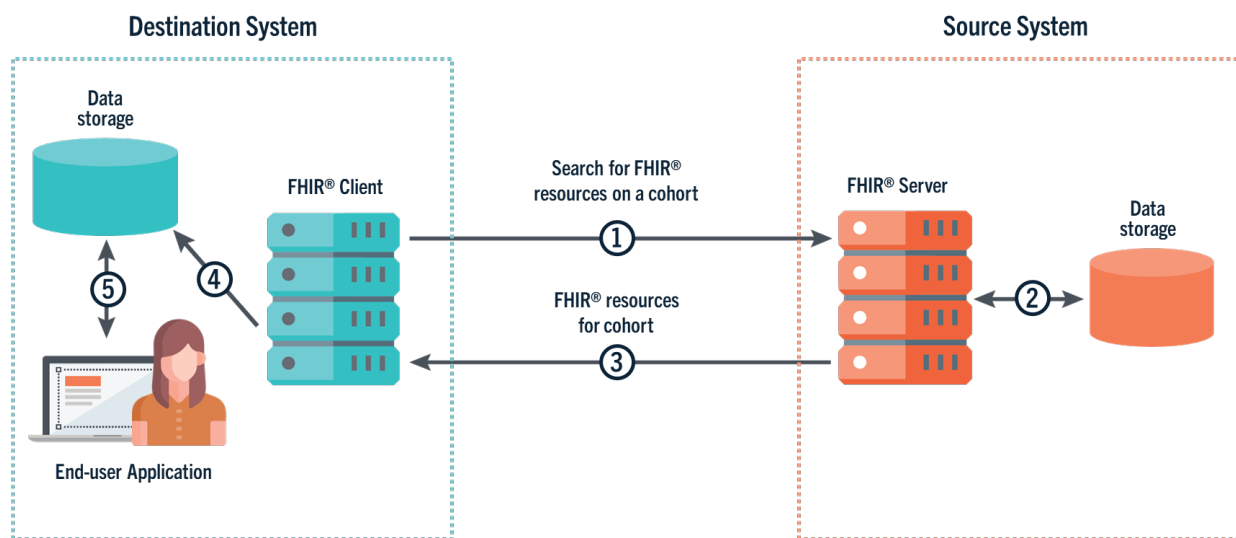 Destination System
Source System
Data
storage
FHIR® Client
Search for FHIR®
resources on a cohort
FHIR® Server
Data
storage
1
4
5
FHIR® resources
for cohort
2
3
End-user Application